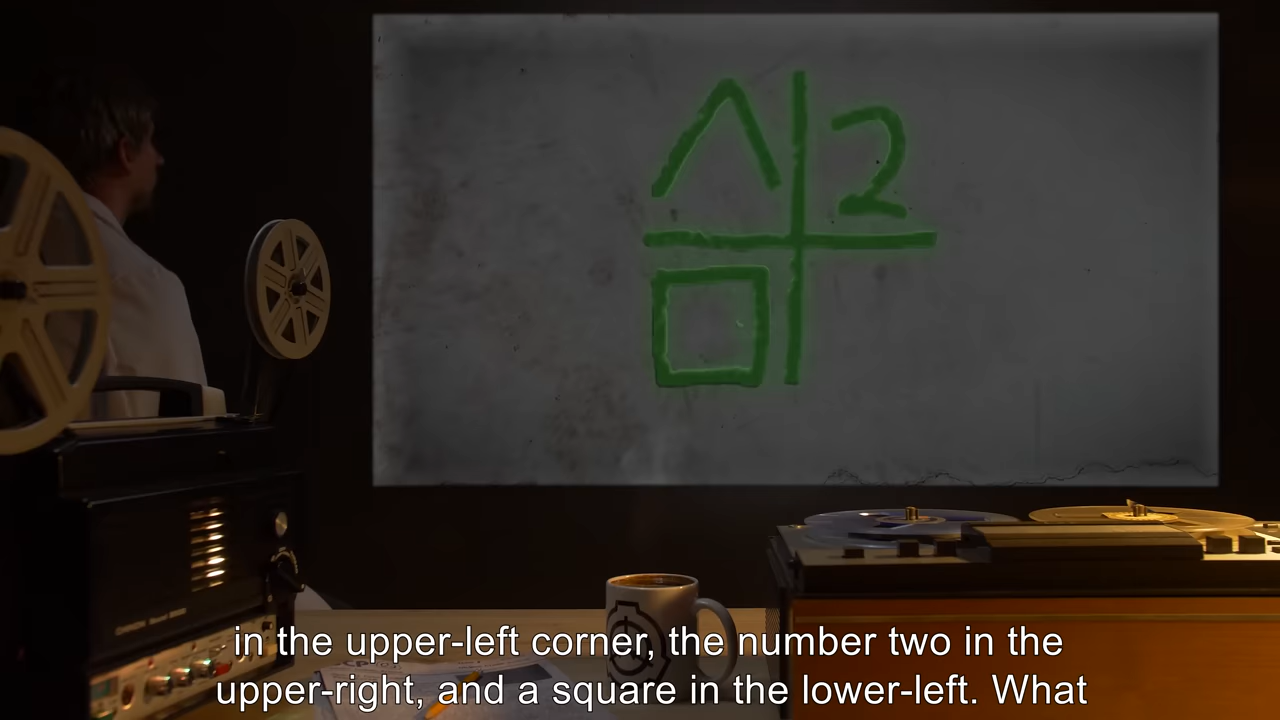 2
in the upper-left corner, the number two in the
upper-right, and a square in the lower-left. What